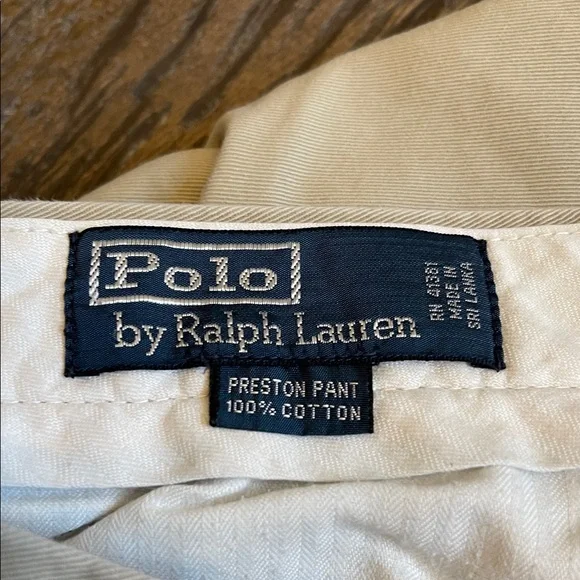 Polo
by Ralph Lauren
RN 41381
MADE IN
SRI LANKA
PRESTON PANT
100% COTTON